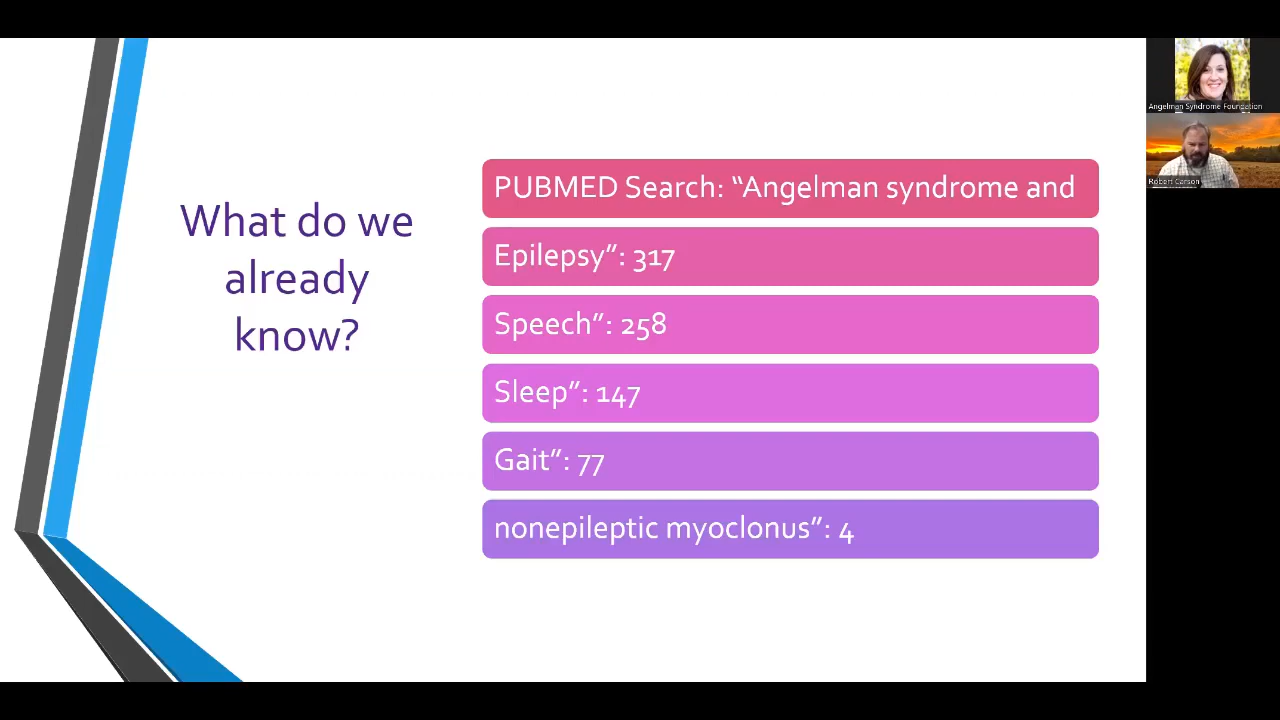 What do we
already
know?
PUBMED Search: “Angelman syndrome and
Epilepsy”: 317
Speech”: 258
Sleep”: 147
Gait”: 77
nonepileptic myoclonus”: 4
Angelman Syndrome Foundation
Robert Carson